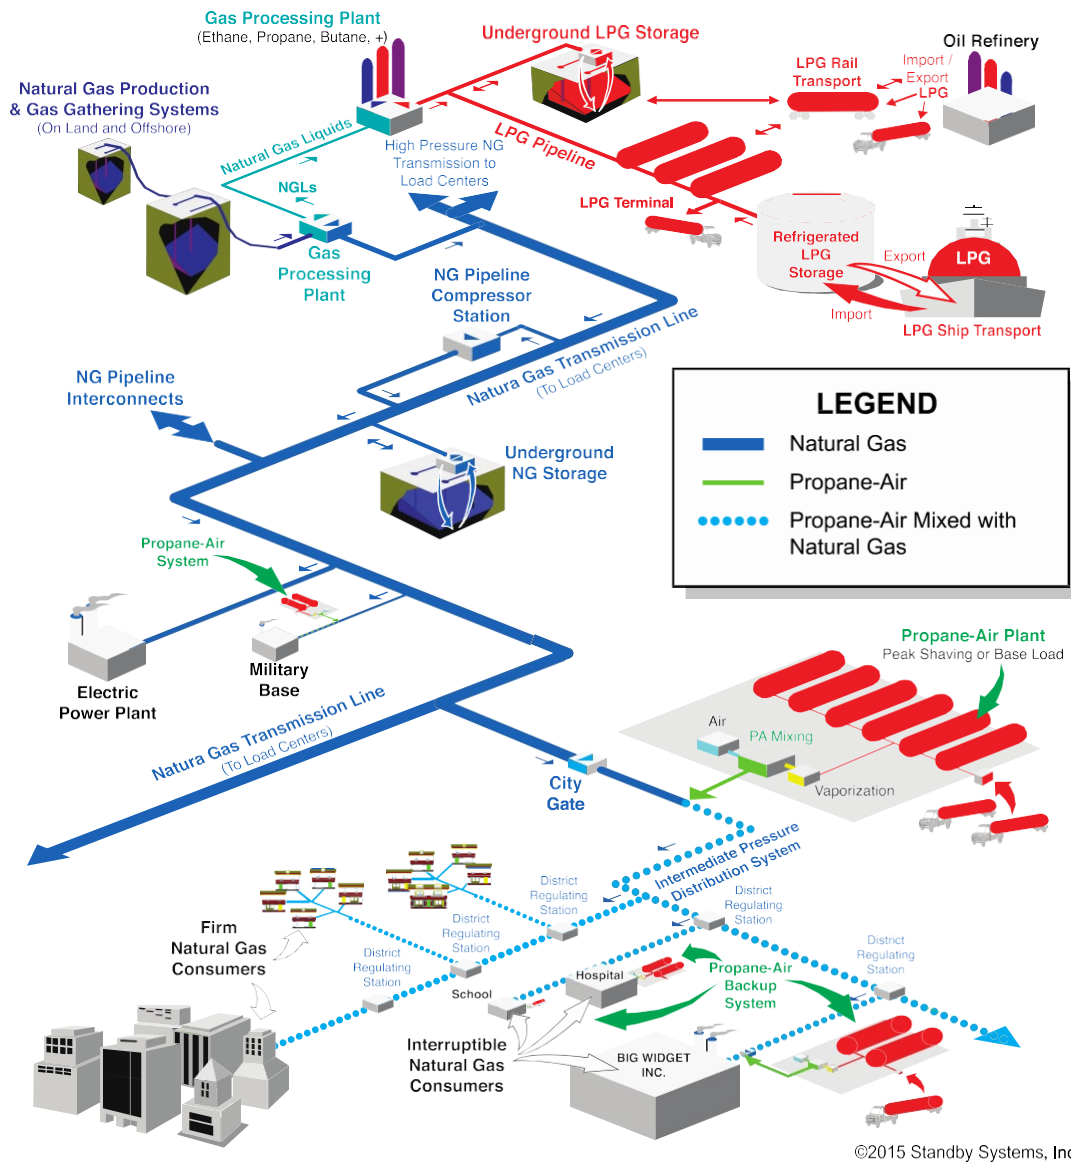 Gas Processing Plant
(Ethane, Propane, Butane, +)
Underground LPG Storage
Oil Refinery
LPG Rail
Transport
Import /
Export
LPG
Natural Gas Production
& Gas Gathering Systems
(On Land and Offshore)
Natural Gas Liquids
High Pressure NG
Transmission to
Load Centers
LPG Pipeline
NGLs
LPG Terminal
Gas
Processing
Plant
Refrigerated
LPG
Storage
Export
LPG
Import
LPG Ship Transport
NG Pipeline
Compressor
Station
Natura Gas Transmission Line
(To Load Centers)
NG Pipeline
Interconnects
Underground
NG Storage
LEGEND
Natural Gas
Propane-Air
Propane-Air Mixed with
Natural Gas
Propane-Air
System
Electric
Power Plant
Military
Base
Propane-Air Plant
Peak Shaving or Base Load
Natura Gas Transmission Line
(To Load Centers)
Air
PA Mixing
Vaporization
City
Gate
Intermediate Pressure
Distribution System
District
Regulating
Station
District
Regulating
Station
District
Regulating
Station
District
Regulating
Station
District
Regulating
Station
Firm
Natural Gas
Consumers
School
Hospital
Propane-Air
Backup
System
Interruptible
Natural Gas
Consumers
BIG WIDGET
INC.
©2015 Standby Systems, Inc